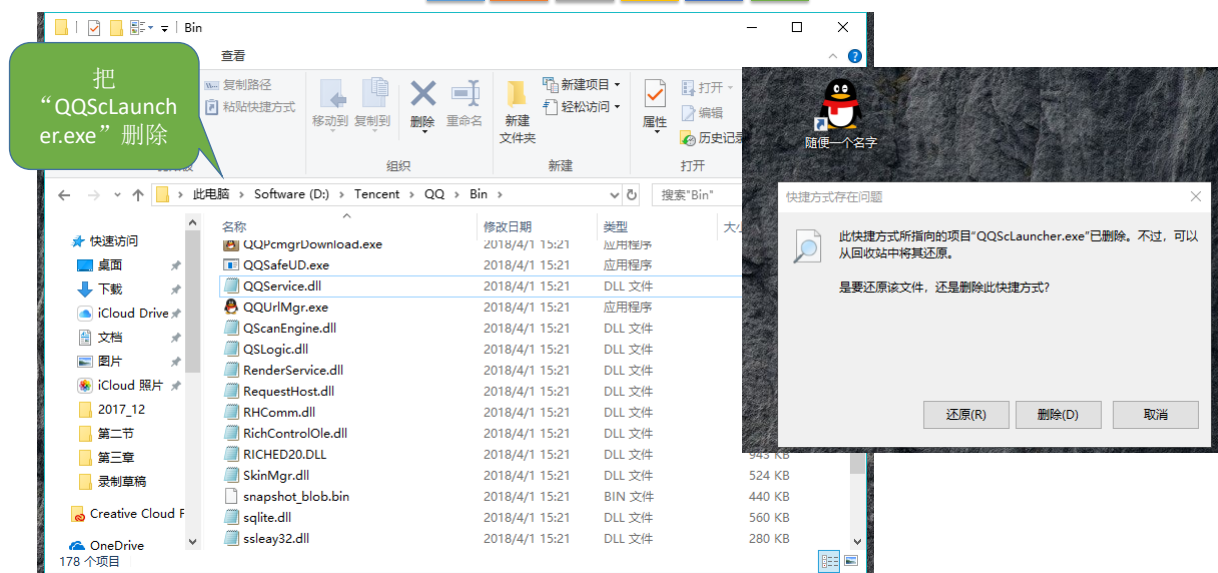 Bin
查看
把
“QQScLaunch
er.exe”删除
复制路径
粘贴快捷方式
移动到
复制到
删除
重命名
新建
文件夹
新建项目
轻松访问
属性
打开
编辑
历史记录
组织
新建
打开
此电脑 > Software (D:) > Tencent > QQ > Bin >
搜索"Bin"
名称 修改日期 类型
快速访问
桌面
下载
iCloud Drive
文档
图片
iCloud 照片
2017_12
第二节
第三章
录制草稿
Creative Cloud F
OneDrive
QQPcmgrDownload.exe 2018/4/1 15:21 应用程序
QQSafeUD.exe 2018/4/1 15:21 应用程序
QQService.dll 2018/4/1 15:21 DLL 文件
QQUrlMgr.exe 2018/4/1 15:21 应用程序
QScanEngine.dll 2018/4/1 15:21 DLL 文件
QSLogic.dll 2018/4/1 15:21 DLL 文件
RenderService.dll 2018/4/1 15:21 DLL 文件
RequestHost.dll 2018/4/1 15:21 DLL 文件
RHComm.dll 2018/4/1 15:21 DLL 文件
RichControlOle.dll 2018/4/1 15:21 DLL 文件
RICHED20.DLL 2018/4/1 15:21 DLL 文件 943 KB
SkinMgr.dll 2018/4/1 15:21 DLL 文件 524 KB
snapshot_blob.bin 2018/4/1 15:21 BIN 文件 440 KB
sqlite.dll 2018/4/1 15:21 DLL 文件 560 KB
ssleay32.dll 2018/4/1 15:21 DLL 文件 280 KB
178 个项目
随便一个名字
快捷方式存在问题
此快捷方式所指向的项目"QQScLauncher.exe"已删除。不过，可以
从回收站中将其还原。
是要还原该文件，还是删除此快捷方式?
还原(R) 删除(D) 取消